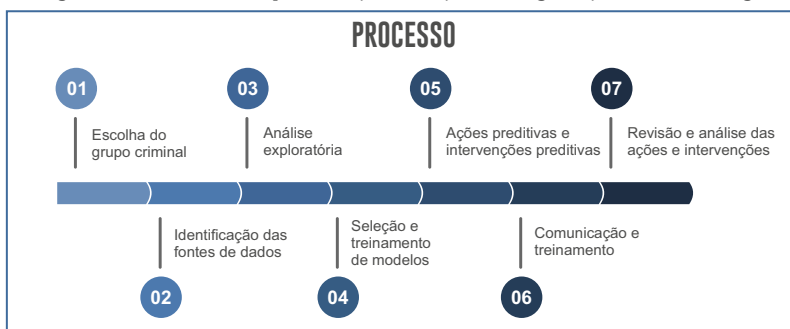 PROCESSO
01
Escolha do
grupo criminal
03
Análise
exploratória
05
Ações preditivas e
intervenções preditivas
07
Revisão e análise das
ações e intervenções
Identificação das
fontes de dados
02
Seleção e
treinamento
de modelos
04
Comunicação e
treinamento
06